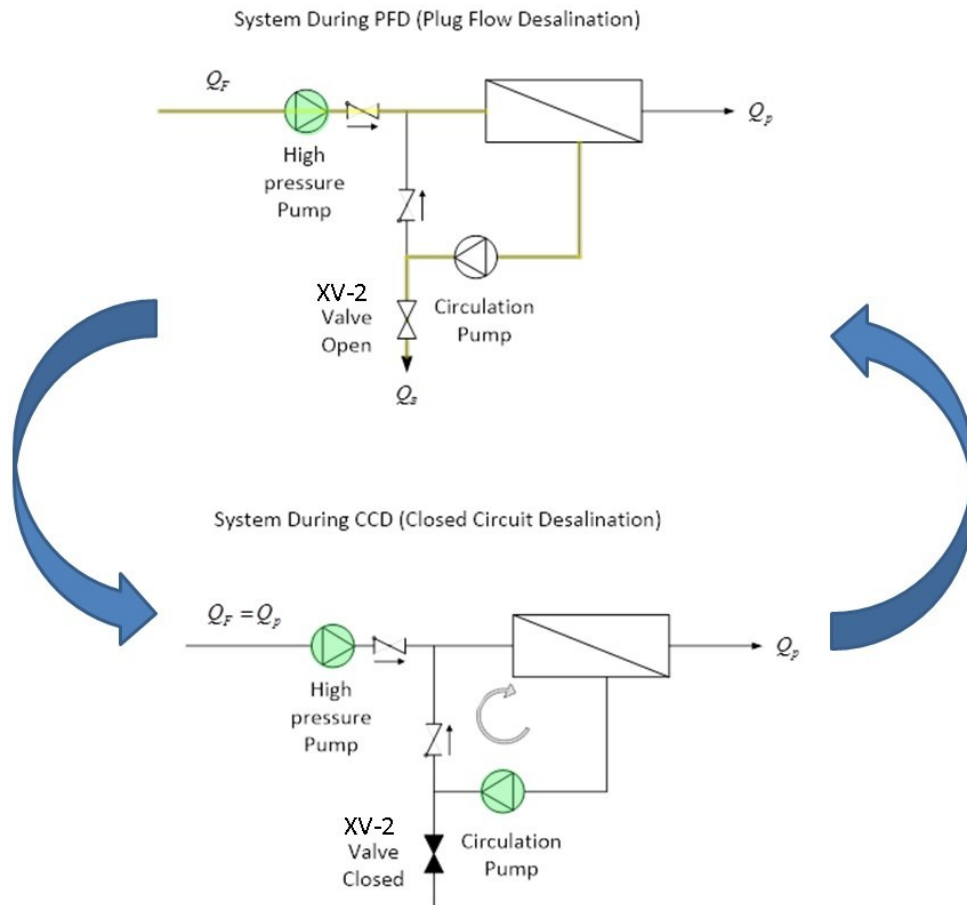 System During PFD (Plug Flow Desalination)
Q_F
High
pressure
Pump
Q_p
XV-2
Valve
Open
Circulation
Pump
Q_s
System During CCD (Closed Circuit Desalination)
Q_F = Q_p
High
pressure
Pump
Q_p
XV-2
Valve
Closed
Circulation
Pump